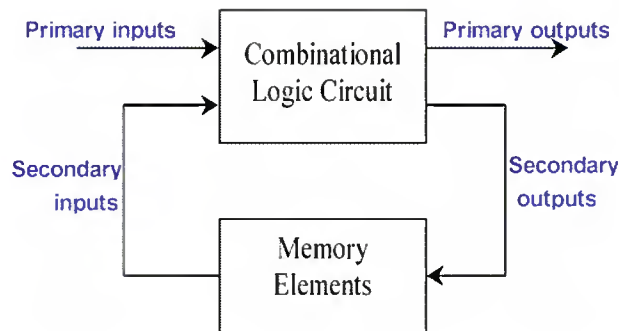 Primary inputs
Primary outputs
Combinational
Logic Circuit
Secondary
inputs
Secondary
outputs
Memory
Elements